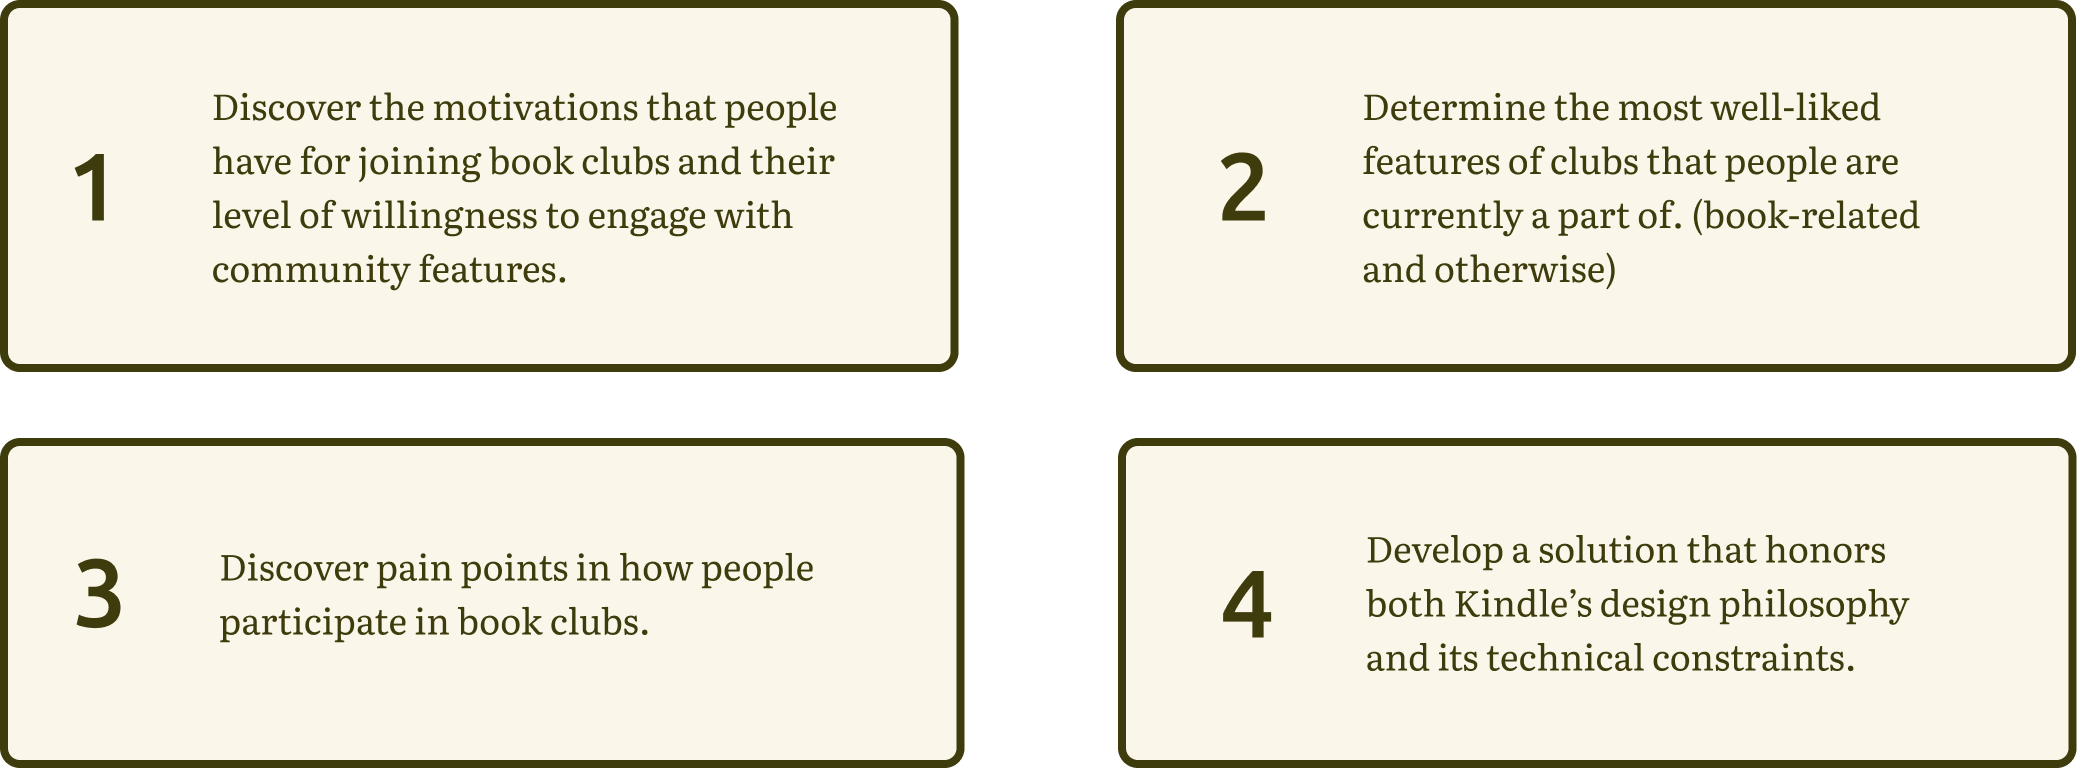 1
Discover the motivations that people
have for joining book clubs and their
level of willingness to engage with
community features.
2
Determine the most well-liked
features of clubs that people are
currently a part of. (book-related
and otherwise)
3
Discover pain points in how people
participate in book clubs.
4
Develop a solution that honors
both Kindle’s design philosophy
and its technical constraints.